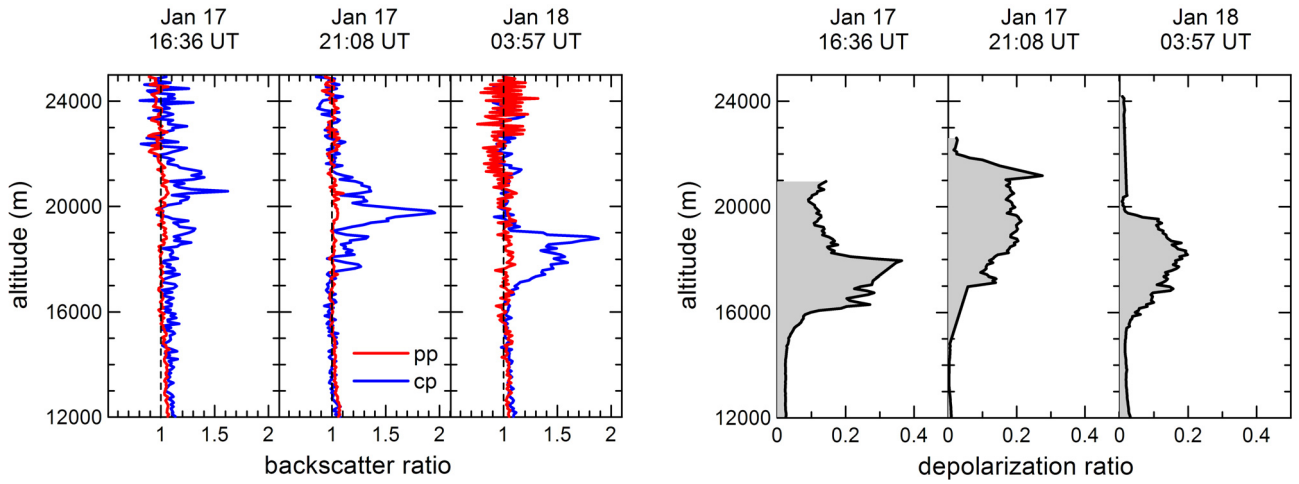 Jan 17
16:36 UT
Jan 17
21:08 UT
Jan 18
03:57 UT
altitude (m)
24000
20000
16000
12000
pp
cp
1 1.5 2
1 1.5 2
1 1.5 2
backscatter ratio
Jan 17
16:36 UT
Jan 17
21:08 UT
Jan 18
03:57 UT
altitude (m)
24000
20000
16000
12000
0 0.2 0.4
0 0.2 0.4
0 0.2 0.4
depolarization ratio